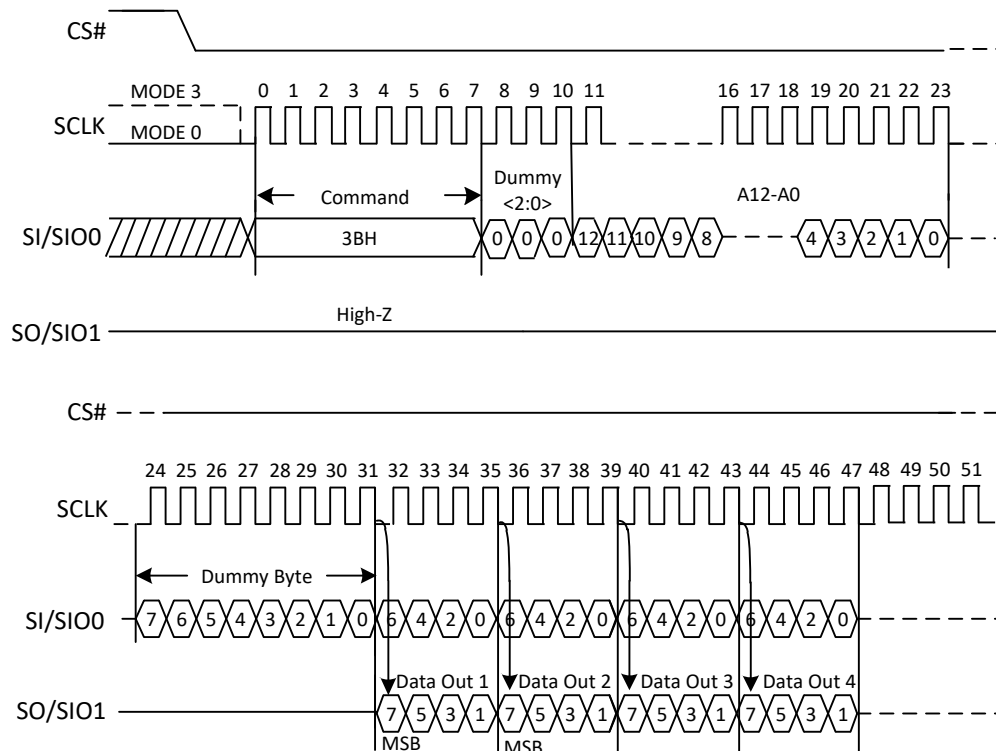 CS#
MODE 3
0 1 2 3 4 5 6 7 8 9 10 11 16 17 18 19 20 21 22 23
SCLK
MODE 0
Command
Dummy
<2:0>
A12-A0
SI/SIO0
3BH
0 0 0 12 11 10 9 8 4 3 2 1 0
High-Z
SO/SIO1
CS#
24 25 26 27 28 29 30 31 32 33 34 35 36 37 38 39 40 41 42 43 44 45 46 47 48 49 50 51
SCLK
Dummy Byte
SI/SIO0
7 6 5 4 3 2 1 0 6 4 2 0 6 4 2 0 6 4 2 0 6 4 2 0
Data Out 1 Data Out 2 Data Out 3 Data Out 4
SO/SIO1
7 5 3 1 7 5 3 1 7 5 3 1 7 5 3 1
MSB MSB